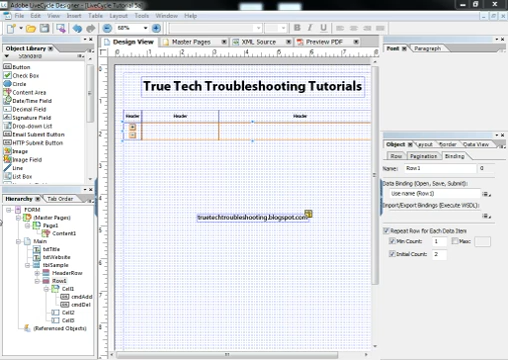 Adobe LiveCycle Designer - [LiveCycle Tutorial Se
File Edit View Insert Table Layout Tools Window Help
58%
B I U
Object Library
Standard
Button
Check Box
Circle
Content Area
Date/Time Field
Decimal Field
Signature Field
Drop-down List
Email Submit Button
HTTP Submit Button
Image
Image Field
Line
List
Hierarchy Tab Order
FORM
(Master Pages)
Page1
Content1
Main
txtTitle
txtWebsite
tblSample
HeaderRow
Row1
Cell1
cmdAdd
cmdDel
Cell2
Cell3
(Referenced Objects)
Design View Master Pages XML Source Preview PDF
True Tech Troubleshooting Tutorials
Header Header Header
truetechtroubleshooting.blogspot.com
Font Paragraph
Object Layout Border Data View
Row Pagination Binding
Name: Row1 0
Data Binding (Open, Save, Submit):
Use name (Row1)
Import/Export Bindings (Execute WSDL):
Repeat Row for Each Data Item
Min Count: 1 Max:
Initial Count: 2